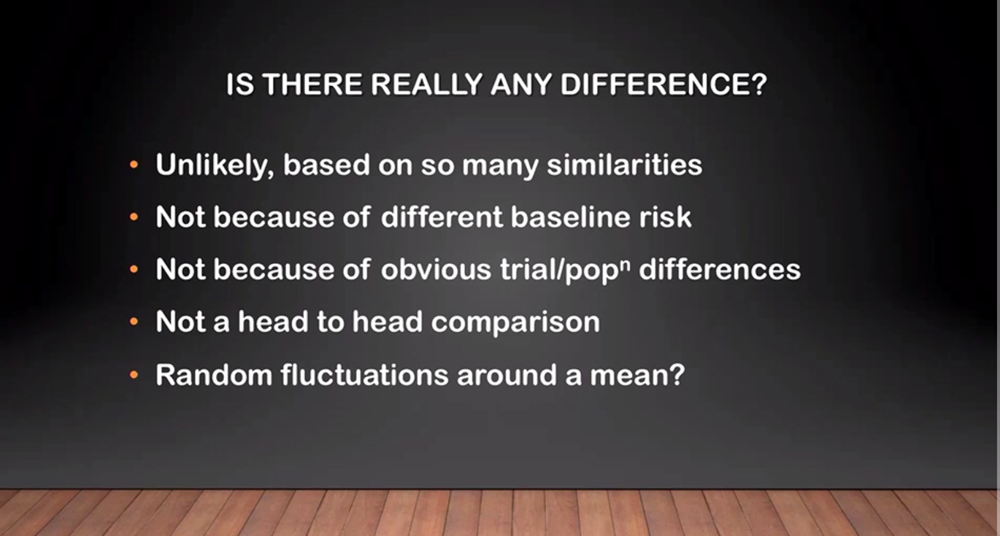 IS THERE REALLY ANY DIFFERENCE?
• Unlikely, based on so many similarities
• Not because of different baseline risk
• Not because of obvious trial/popⁿ differences
• Not a head to head comparison
• Random fluctuations around a mean?